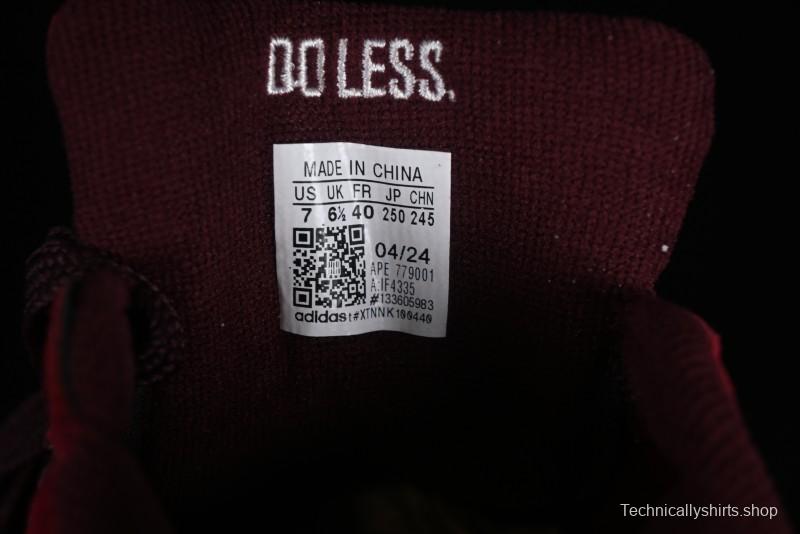 DO LESS.
MADE IN CHINA
US UK FR JP CHN
7 6½ 40 250 245
04/24
APE 779001
A:IF4335
#133605983
adidas t#XTNNK100440
Technicallyshirts.shop